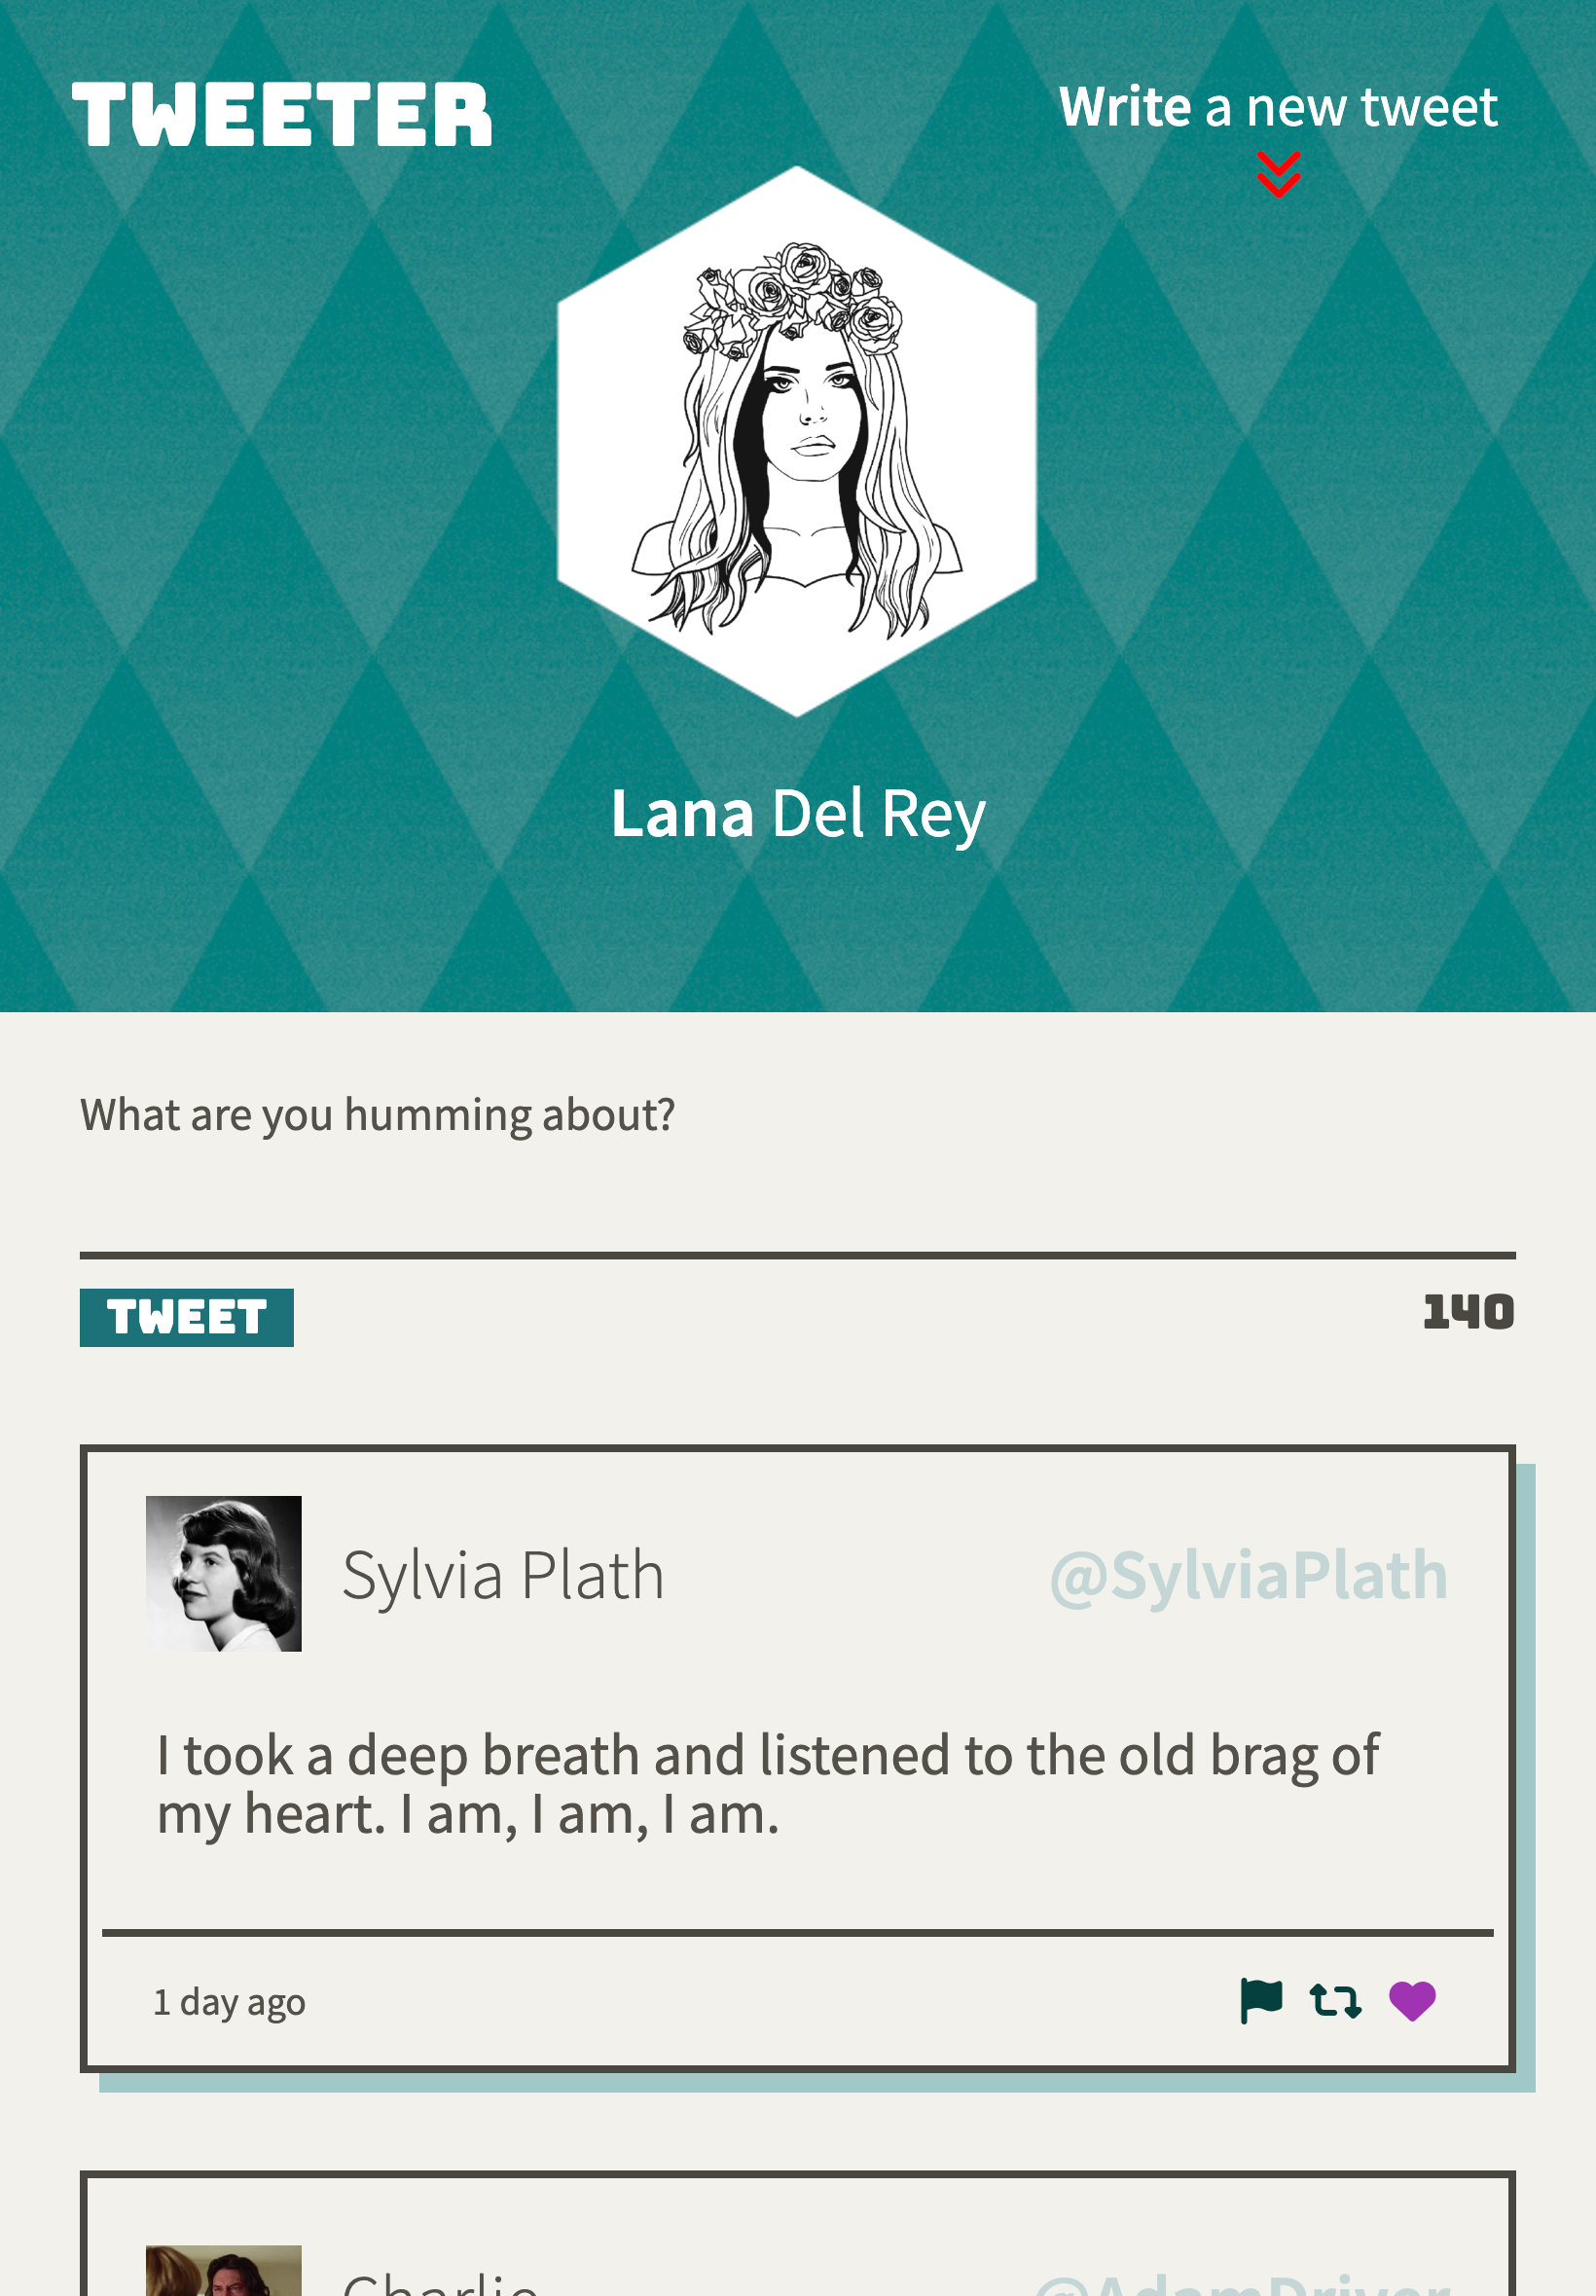 TWEETER
Write a new tweet
Lana Del Rey
What are you humming about?
TWEET
140
Sylvia Plath
@SylviaPlath
I took a deep breath and listened to the old brag of
my heart. I am, I am, I am.
1 day ago
Charlie
@AdamDriver